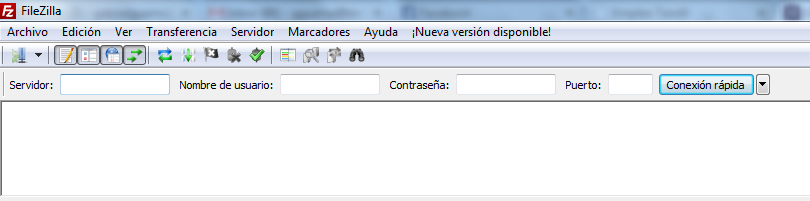 FileZilla
Archivo Edición Ver Transferencia Servidor Marcadores Ayuda ¡Nueva versión disponible!
Servidor: Nombre de usuario: Contraseña: Puerto: Conexión rápida